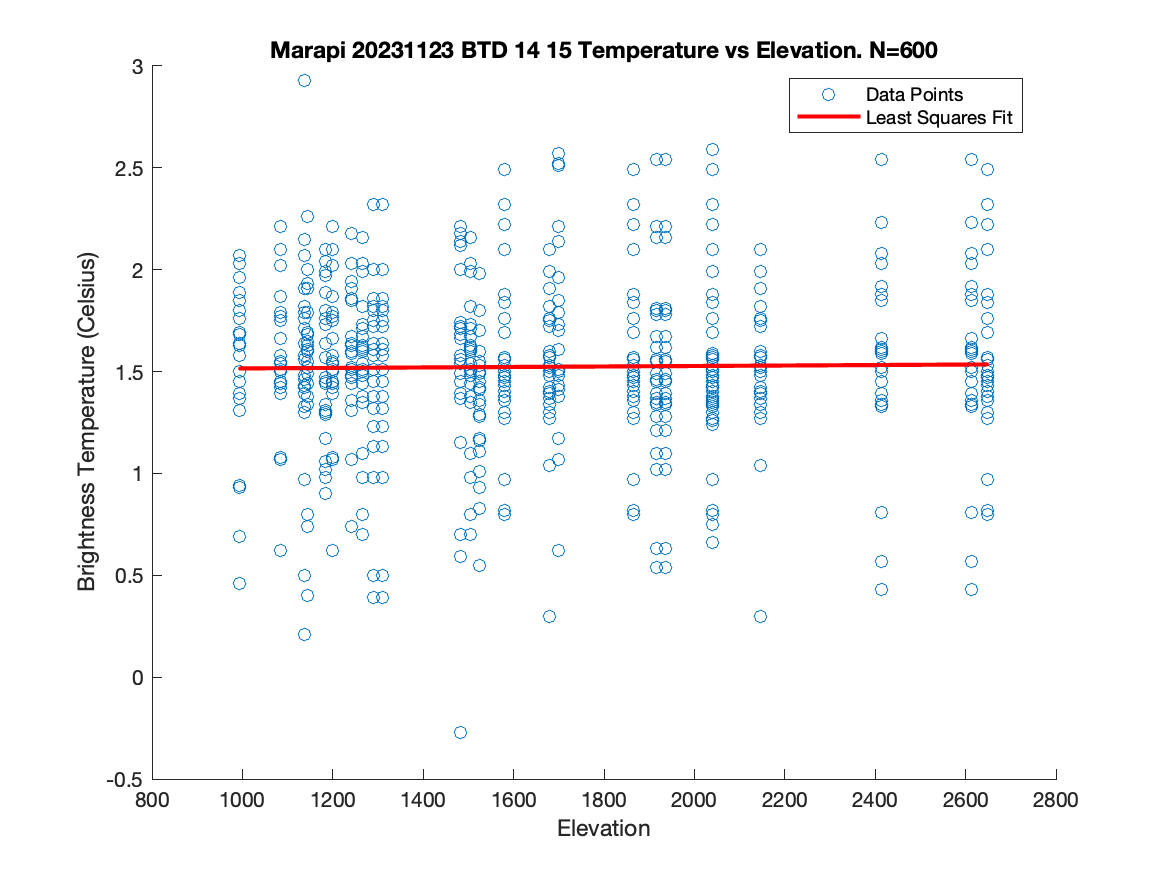 Marapi 20231123 BTD 14 15 Temperature vs Elevation. N=600
Data Points
Least Squares Fit
3
2.5
2
1.5
1
0.5
0
-0.5
Brightness Temperature (Celsius)
800 1000 1200 1400 1600 1800 2000 2200 2400 2600 2800
Elevation